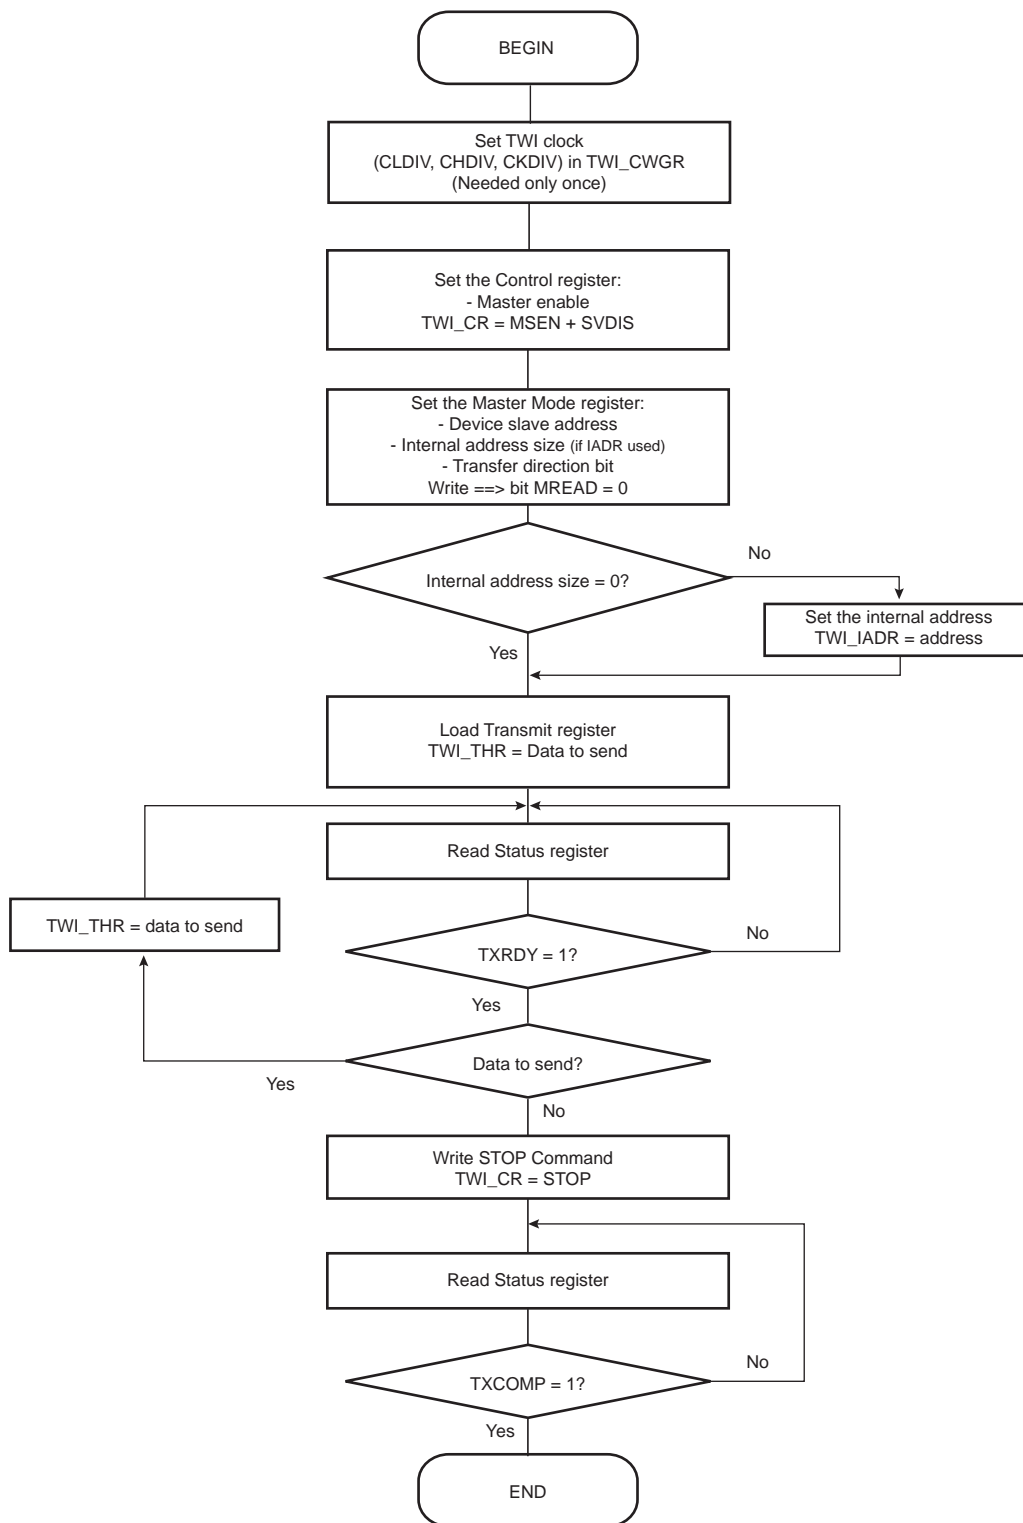 BEGIN
Set TWI clock
(CLDIV, CHDIV, CKDIV) in TWI_CWGR
(Needed only once)
Set the Control register:
- Master enable
TWI_CR = MSEN + SVDIS
Set the Master Mode register:
- Device slave address
- Internal address size (if IADR used)
- Transfer direction bit
Write ==> bit MREAD = 0
No
Internal address size = 0?
Set the internal address
TWI_IADR = address
Yes
Load Transmit register
TWI_THR = Data to send
Read Status register
TWI_THR = data to send
No
TXRDY = 1?
Yes
Data to send?
Yes
No
Write STOP Command
TWI_CR = STOP
Read Status register
No
TXCOMP = 1?
Yes
END